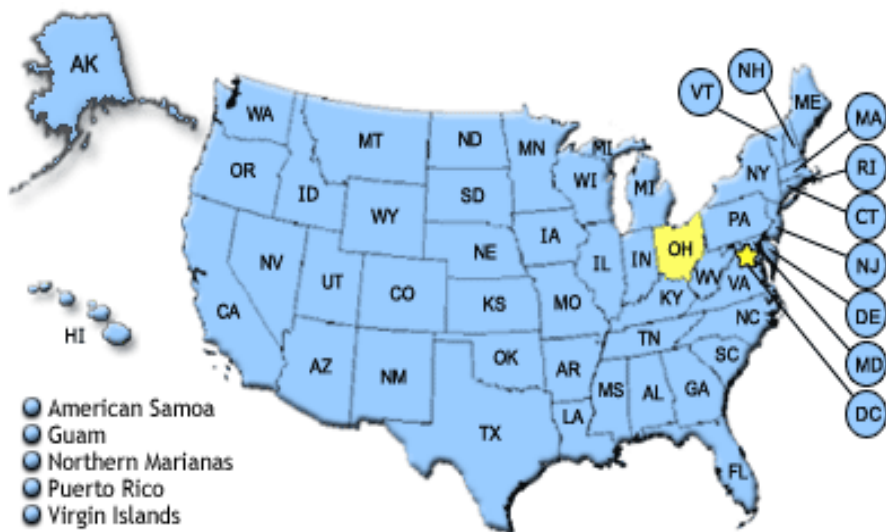 AK
NH
VT
ME
WA
MA
MT
ND
MN
MI
OR
ID
SD
WI
MI
NY
RI
WY
CT
IA
PA
NE
OH
NV
IL
IN
NJ
UT
WV
VA
CA
CO
KS
MO
KY
DE
HI
NC
TN
OK
SC
MD
AZ
NM
AR
MS
AL
GA
DC
LA
TX
FL
American Samoa
Guam
Northern Marianas
Puerto Rico
Virgin Islands